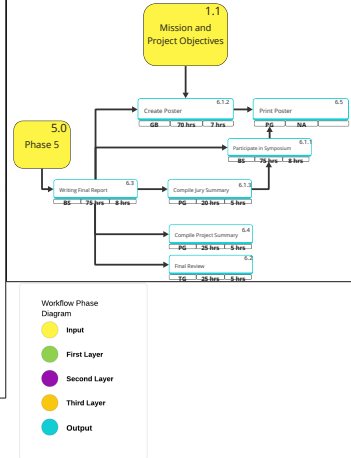 1.1
Mission and
Project Objectives
6.1.2
Create Poster
GB 70 hrs 7 hrs
6.5
Print Poster
PG NA
5.0
Phase 5
6.1.1
Participate in Symposium
BS 75 hrs 8 hrs
6.3
Writing Final Report
BS 75 hrs 8 hrs
6.1.3
Compile Jury Summary
PG 20 hrs 5 hrs
6.4
Compile Project Summary
PG 25 hrs 5 hrs
6.2
Final Review
TG 25 hrs 5 hrs
Workflow Phase
Diagram
Input
First Layer
Second Layer
Third Layer
Output